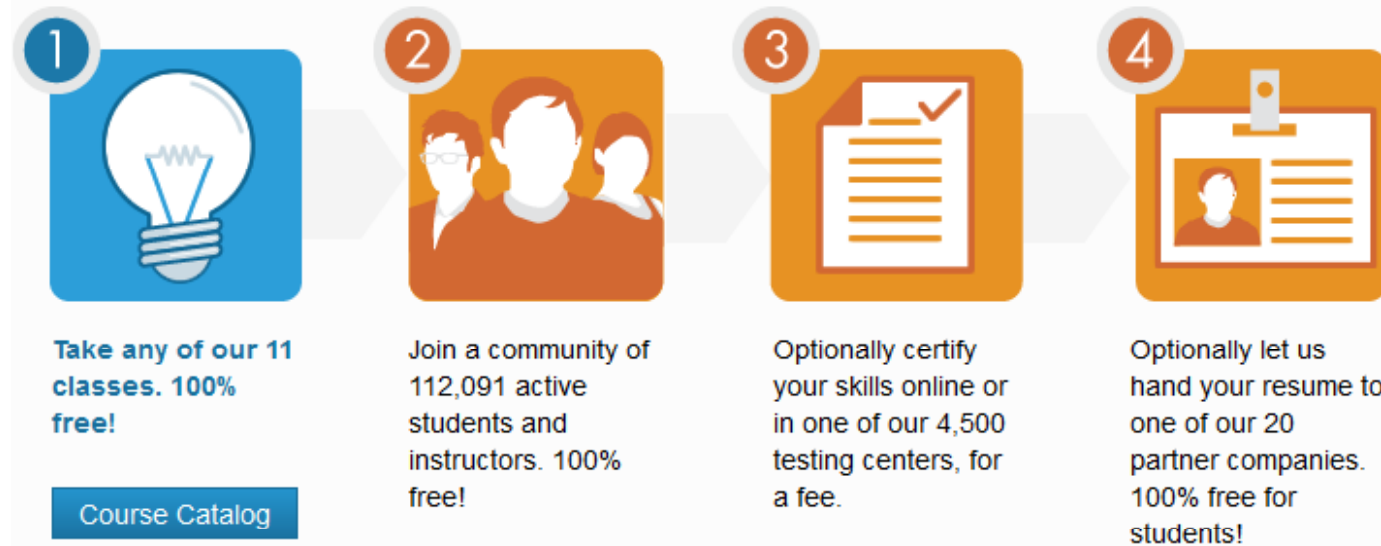 1
Take any of our 11
classes. 100%
free!
Course Catalog
2
Join a community of
112,091 active
students and
instructors. 100%
free!
3
Optionally certify
your skills online or
in one of our 4,500
testing centers, for
a fee.
4
Optionally let us
hand your resume to
one of our 20
partner companies.
100% free for
students!